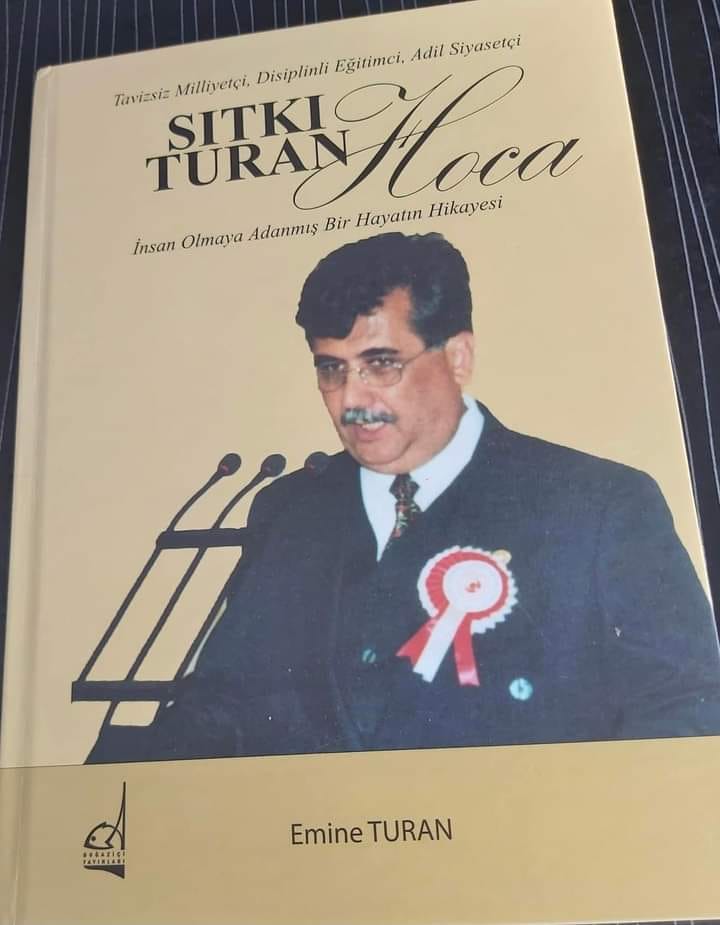 Tavizsiz Milliyetçi, Disiplinli Eğitimci, Adil Siyasetçi
SITKI
TURAN Hoca
İnsan Olmaya Adanmış Bir Hayatın Hikayesi
Emine TURAN
BOĞAZİÇİ
YAYINLARI